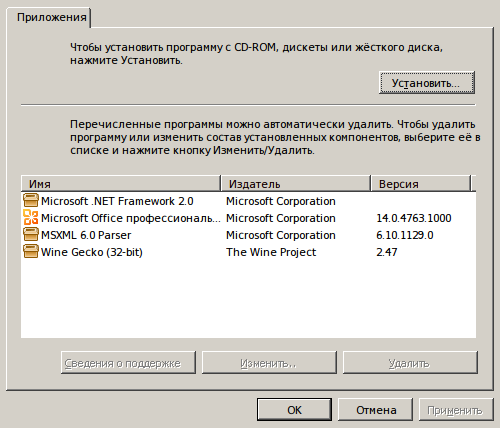 Приложения
Чтобы установить программу с CD-ROM, дискеты или жёсткого диска,
нажмите Установить.
Установить...
Перечисленные программы можно автоматически удалить. Чтобы удалить
программу или изменить состав установленных компонентов, выберите её в
списке и нажмите кнопку Изменить/Удалить.
Имя Издатель Версия
Microsoft .NET Framework 2.0 Microsoft Corporation
Microsoft Office профессиональ... Microsoft Corporation 14.0.4763.1000
MSXML 6.0 Parser Microsoft Corporation 6.10.1129.0
Wine Gecko (32-bit) The Wine Project 2.47
Сведения о поддержке Изменить.. Удалить
OK Отмена Применить